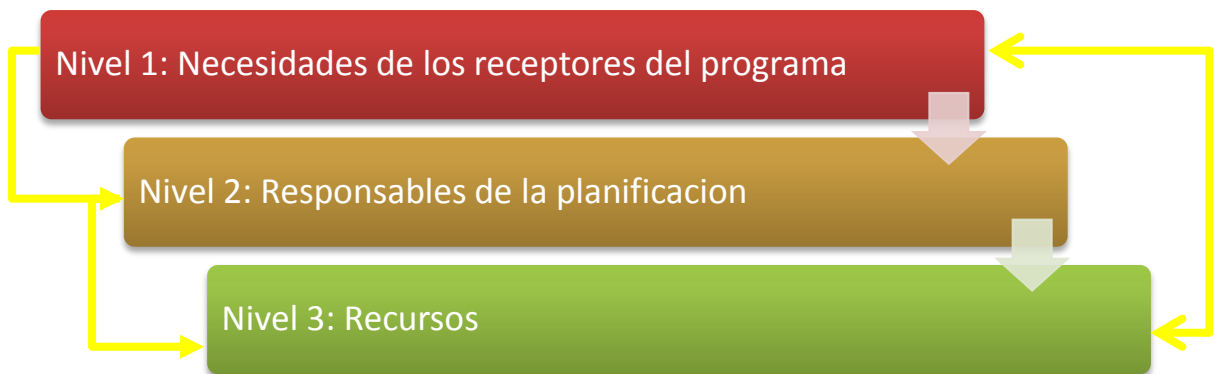 Nivel 1: Necesidades de los receptores del programa
Nivel 2: Responsables de la planificacion
Nivel 3: Recursos